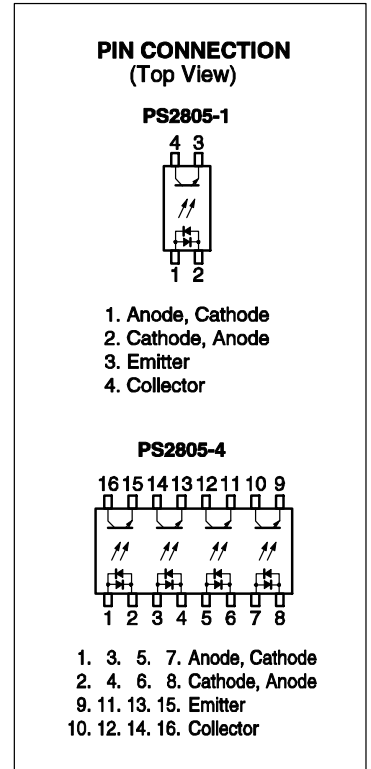 PIN CONNECTION
(Top View)
PS2805-1
4 3
1 2
1. Anode, Cathode
2. Cathode, Anode
3. Emitter
4. Collector
PS2805-4
16 15 14 13 12 11 10 9
1 2 3 4 5 6 7 8
1. 3. 5. 7. Anode, Cathode
2. 4. 6. 8. Cathode, Anode
9. 11. 13. 15. Emitter
10. 12. 14. 16. Collector